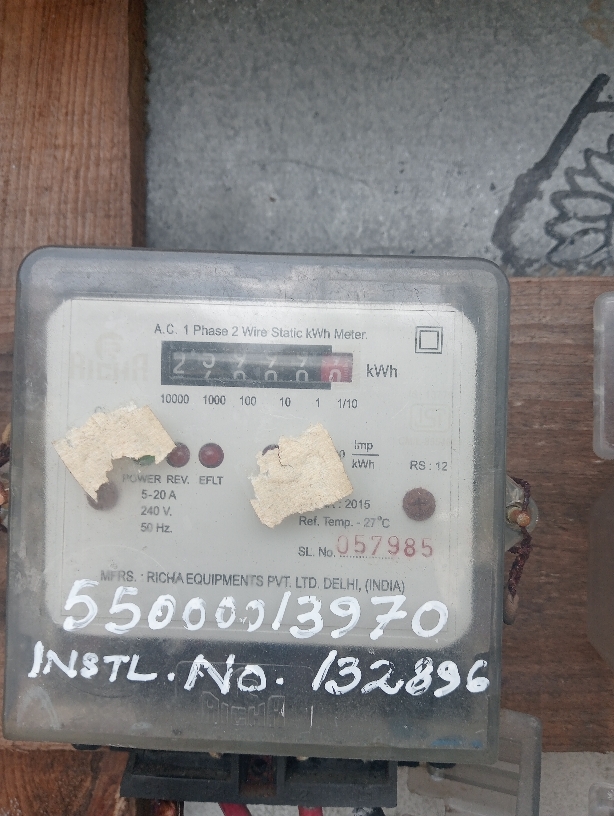 A.C. 1 Phase 2 Wire Static kWh Meter.
kWh
10000 1000 100 10 1 1/10
Imp
kWh
RS : 12
POWER REV. EFLT
5-20 A
240 V.
50 Hz.
2015
Ref. Temp. - 27°C
SL. No. 057985
MFRS. : RICHA EQUIPMENTS PVT. LTD. DELHI, (INDIA)
55000013970
INSTL. No. 132896
RICHA